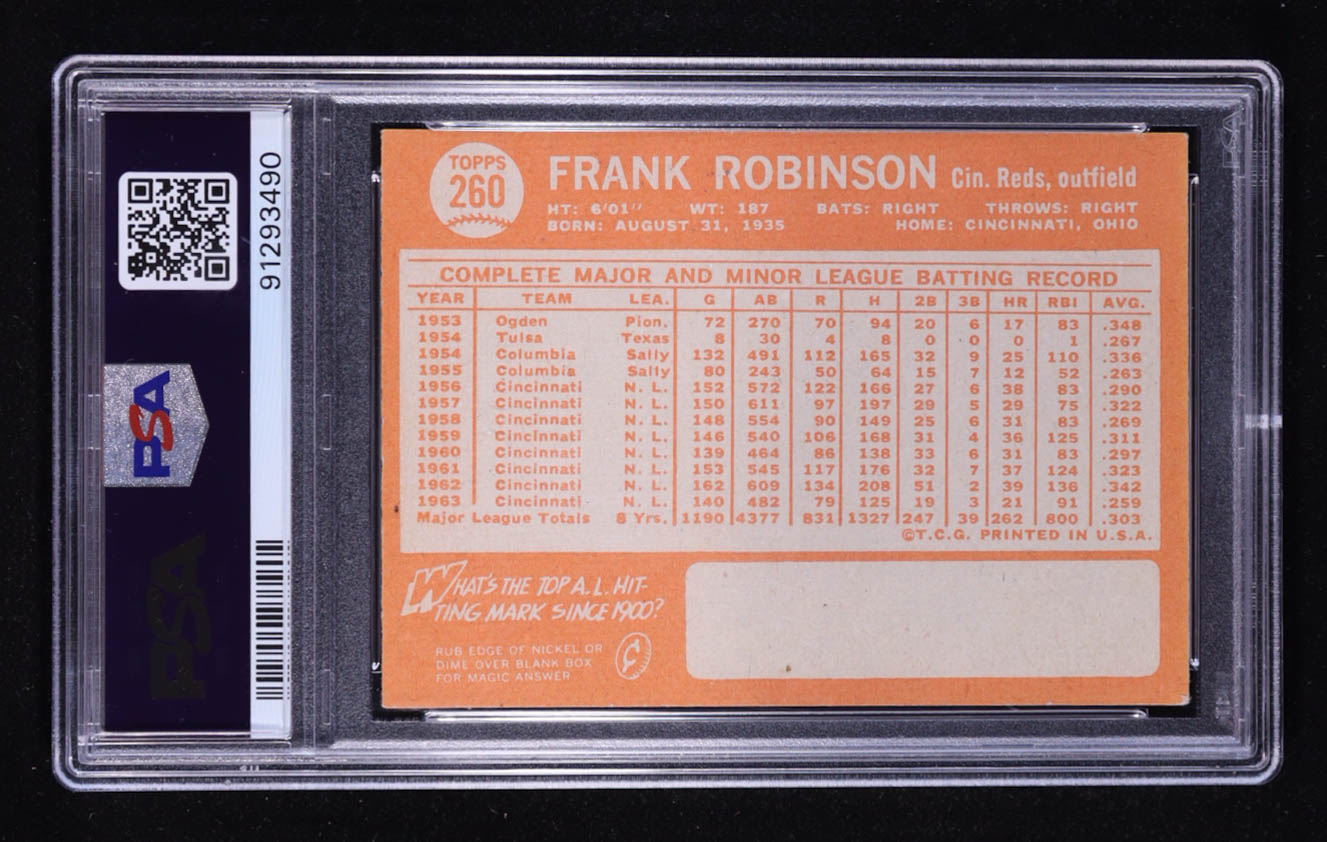 91293490
PSA
PSA
TOPPS
260
FRANK ROBINSON Cin. Reds, outfield
HT: 6'01" WT: 187 BATS: RIGHT THROWS: RIGHT
BORN: AUGUST 31, 1935 HOME: CINCINNATI, OHIO
COMPLETE MAJOR AND MINOR LEAGUE BATTING RECORD
YEAR TEAM LEA. G AB R H 2B 3B HR RBI AVG.
1953 Ogden Pion. 72 270 70 94 20 6 17 83 .348
1954 Tulsa Texas 8 30 4 8 0 0 0 1 .267
1954 Columbia Sally 132 491 112 165 32 9 25 110 .336
1955 Columbia Sally 80 243 50 64 15 7 12 52 .263
1956 Cincinnati N. L. 152 572 122 166 27 6 38 83 .290
1957 Cincinnati N. L. 150 611 97 197 29 5 29 75 .322
1958 Cincinnati N. L. 148 554 90 149 25 6 31 83 .269
1959 Cincinnati N. L. 146 540 106 168 31 4 36 125 .311
1960 Cincinnati N. L. 139 464 86 138 33 6 31 83 .297
1961 Cincinnati N. L. 153 545 117 176 32 7 37 124 .323
1962 Cincinnati N. L. 162 609 134 208 51 2 39 136 .342
1963 Cincinnati N. L. 140 482 79 125 19 3 21 91 .259
Major League Totals 8 Yrs. 1190 4377 831 1327 247 39 262 800 .303
©T.C.G. PRINTED IN U.S.A.
WHAT'S THE TOP A.L. HIT-
TING MARK SINCE 1900?
RUB EDGE OF NICKEL OR
DIME OVER BLANK BOX
FOR MAGIC ANSWER